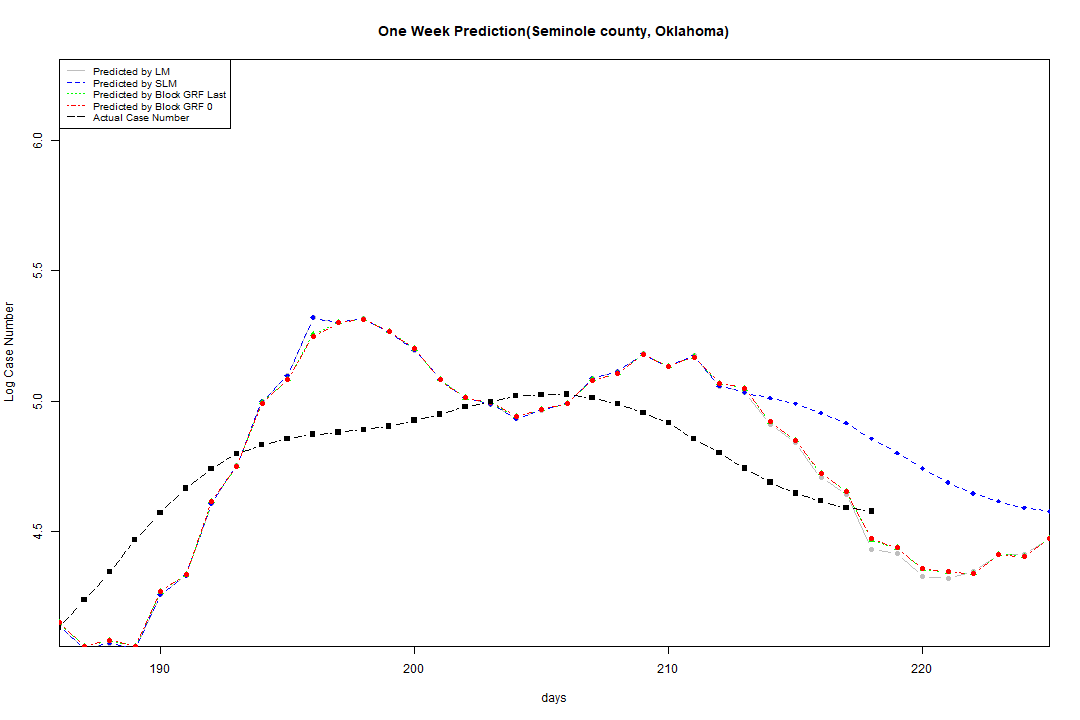 One Week Prediction(Seminole county, Oklahoma)
Predicted by LM
Predicted by SLM
Predicted by Block GRF Last
Predicted by Block GRF 0
Actual Case Number
6.0
5.5
5.0
4.5
Log Case Number
190 200 210 220
days